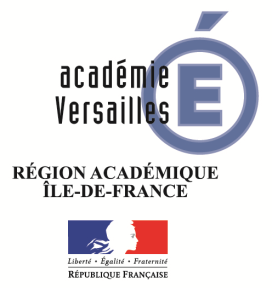 académie
Versailles
É
RÉGION ACADÉMIQUE
ÎLE-DE-FRANCE
Liberté • Égalité • Fraternité
RÉPUBLIQUE FRANÇAISE